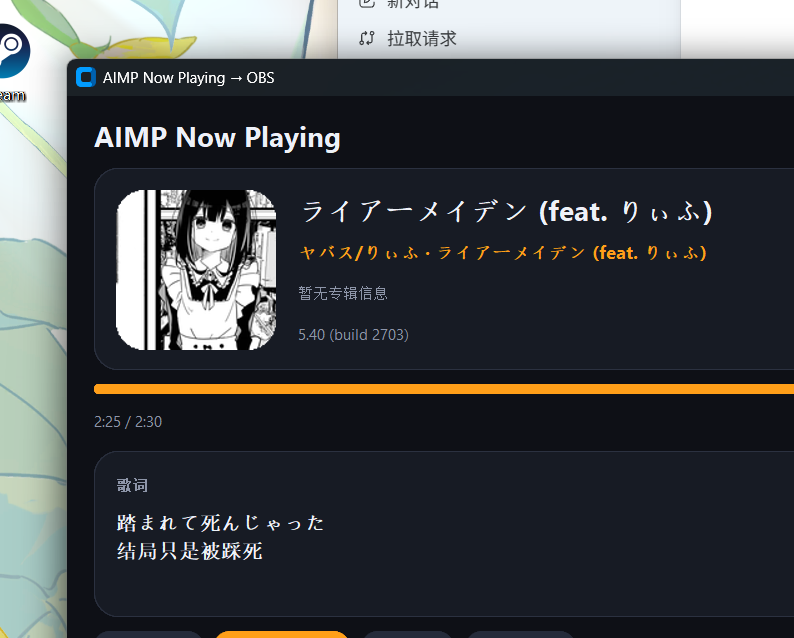 新对话
拉取请求
eam
AIMP Now Playing → OBS
AIMP Now Playing
ライアーメイデン (feat. りぃふ)
ヤバス/りぃふ · ライアーメイデン (feat. りぃふ)
暂无专辑信息
5.40 (build 2703)
2:25 / 2:30
歌词
踏まれて死んじゃった
结局只是被踩死